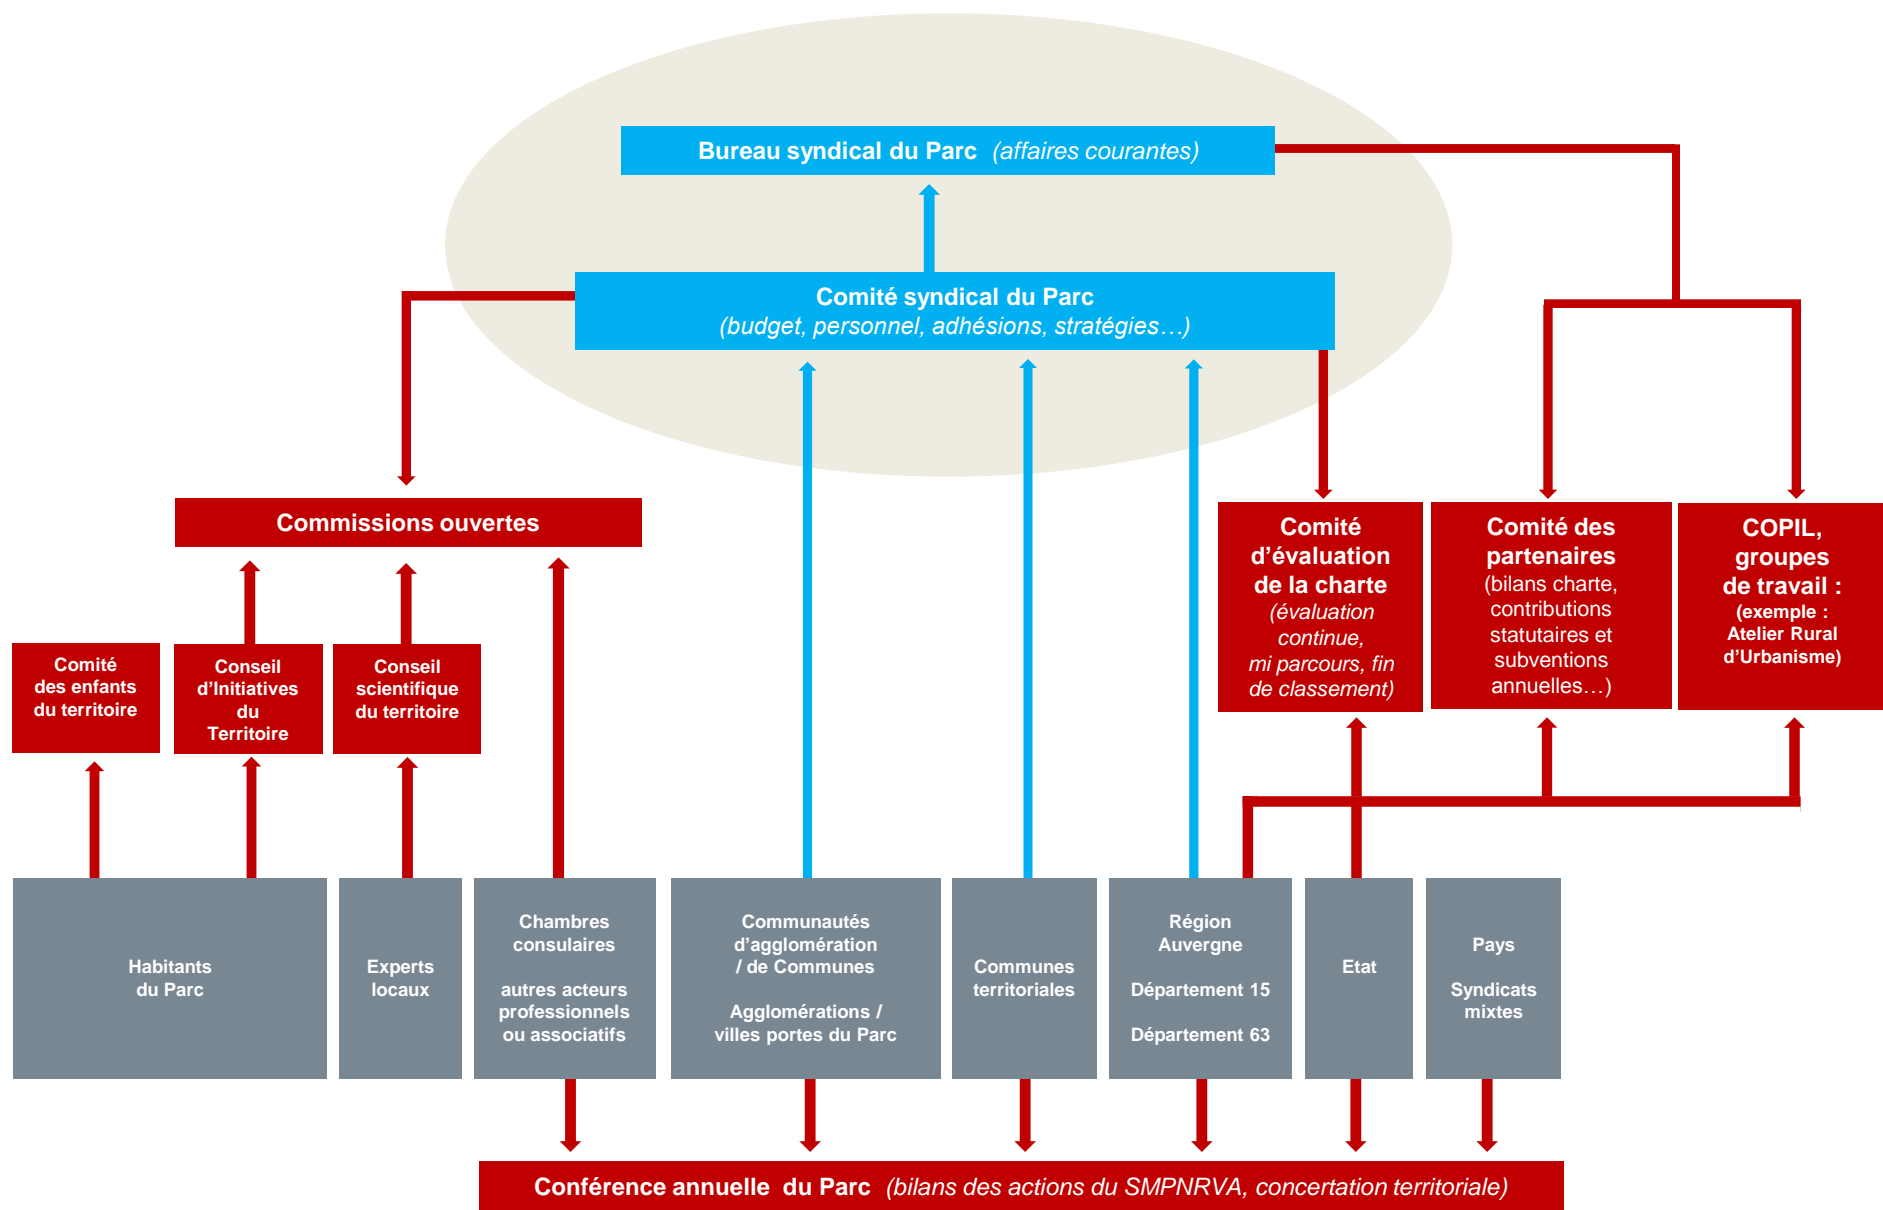 Bureau syndical du Parc (affaires courantes)
Comité syndical du Parc
(budget, personnel, adhésions, stratégies…)
Commissions ouvertes
Comité
d’évaluation
de la charte
(évaluation
continue,
mi parcours, fin
de classement)
Comité des
partenaires
(bilans charte,
contributions
statutaires et
subventions
annuelles…)
COPIL,
groupes
de travail :
(exemple :
Atelier Rural
d’Urbanisme)
Comité
des enfants
du territoire
Conseil
d’Initiatives
du
Territoire
Conseil
scientifique
du territoire
Habitants
du Parc
Experts
locaux
Chambres
consulaires
autres acteurs
professionnels
ou associatifs
Communautés
d’agglomération
/ de Communes
Agglomérations /
villes portes du Parc
Communes
territoriales
Région
Auvergne
Département 15
Département 63
Etat
Pays
Syndicats
mixtes
Conférence annuelle du Parc (bilans des actions du SMPNRVA, concertation territoriale)